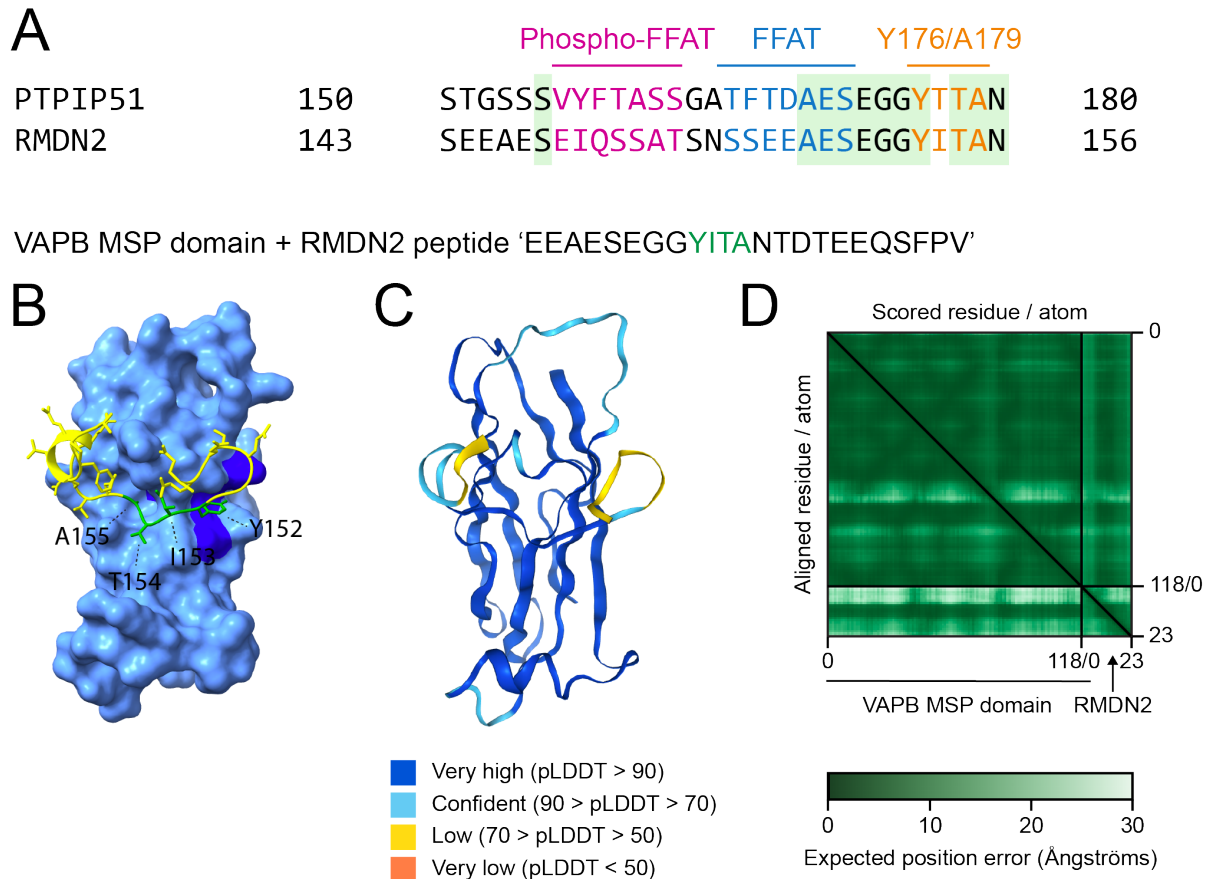 A
Phospho-FFAT FFAT Y176/A179
PTPIP51 150 STGSSSVYFTASSGATFTDAESEGGYTTAN 180
RMDN2 143 SEEAESEIQSSATSNSSEEAESEGGYITAN 156
VAPB MSP domain + RMDN2 peptide ‘EEAESEGGYITANTDTEEQSFPV’
B
A155
T154
I153
Y152
C
Very high (pLDDT > 90)
Confident (90 > pLDDT > 70)
Low (70 > pLDDT > 50)
Very low (pLDDT < 50)
D
Scored residue / atom
Aligned residue / atom
0
118/0
23
0 118/0 23
VAPB MSP domain RMDN2
0 10 20 30
Expected position error (Ångströms)